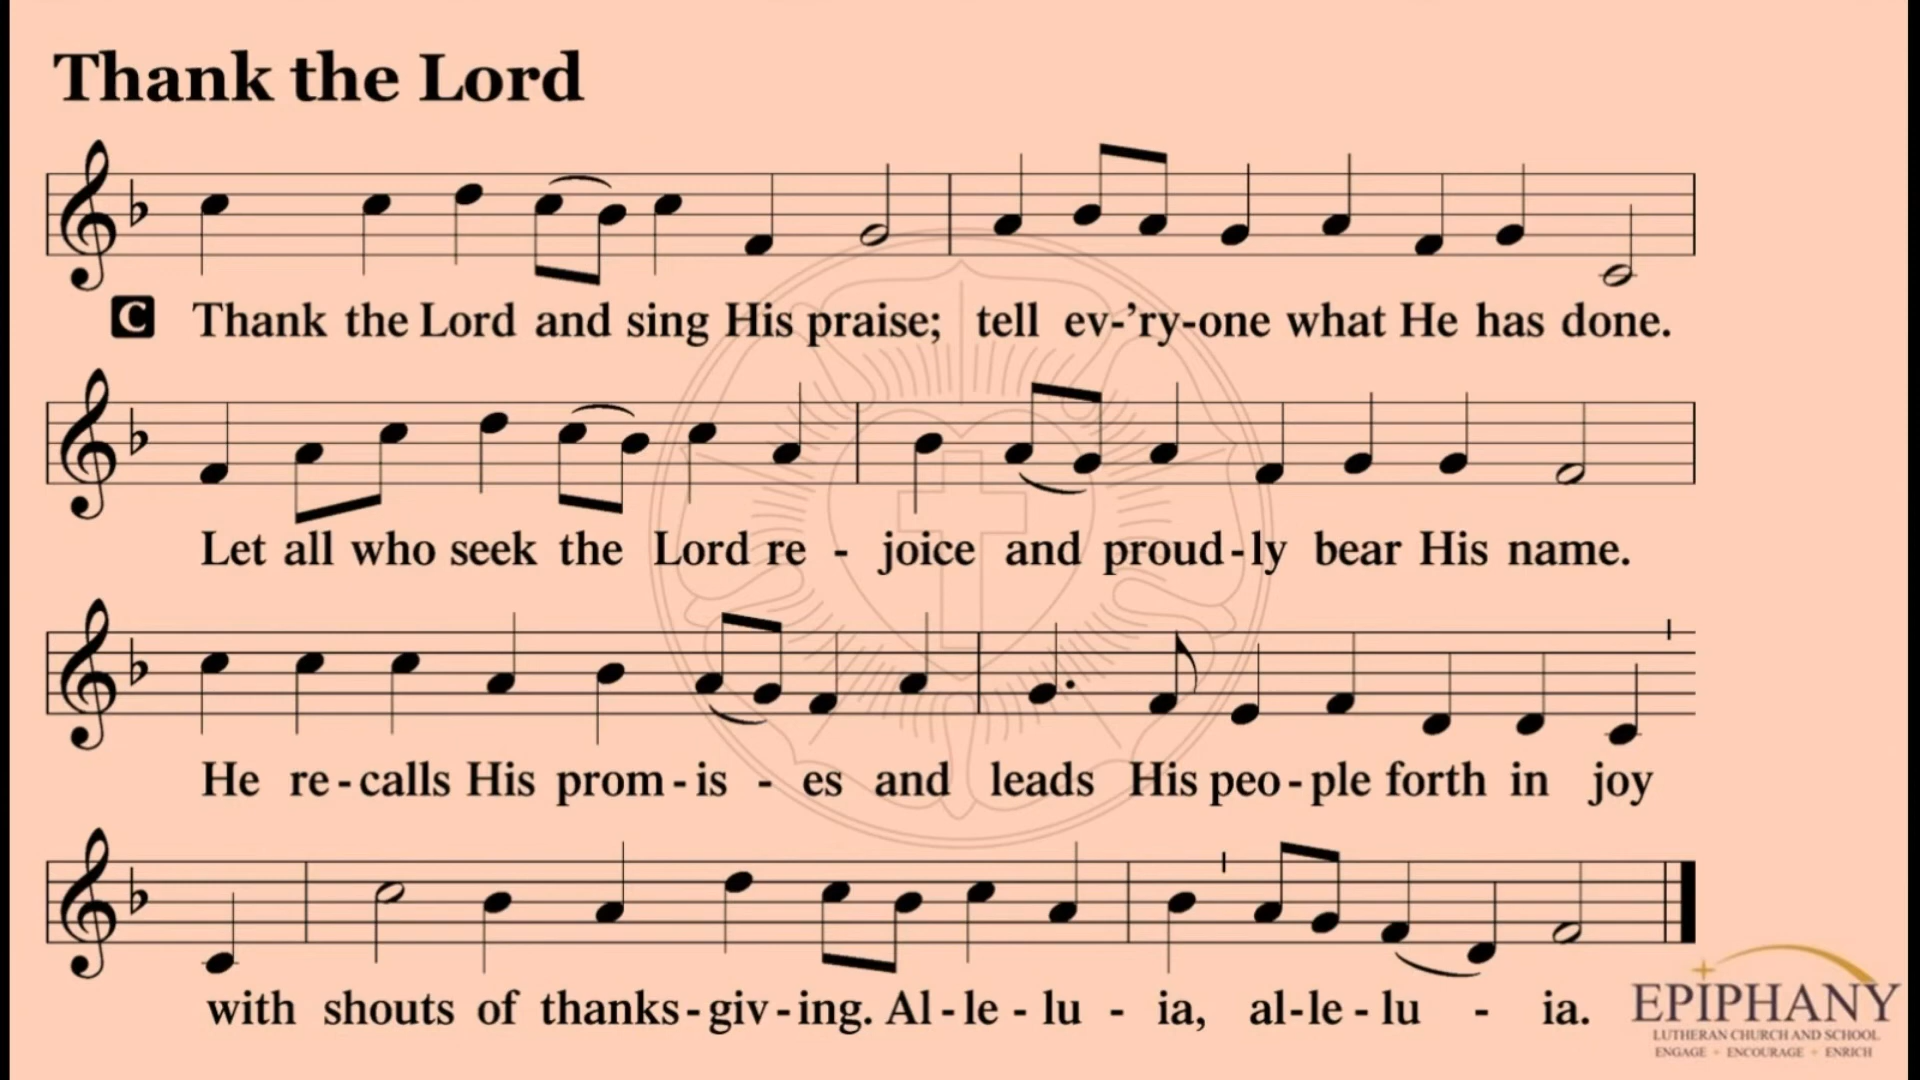 Thank the Lord
C Thank the Lord and sing His praise; tell ev-’ry-one what He has done.
Let all who seek the Lord re - joice and proud-ly bear His name.
He re-calls His prom-is - es and leads His peo-ple forth in joy
with shouts of thanks-giv-ing. Al-le - lu - ia, al-le-lu - ia.
EPIPHANY
LUTHERAN CHURCH AND SCHOOL
ENGAGE + ENCOURAGE + ENRICH